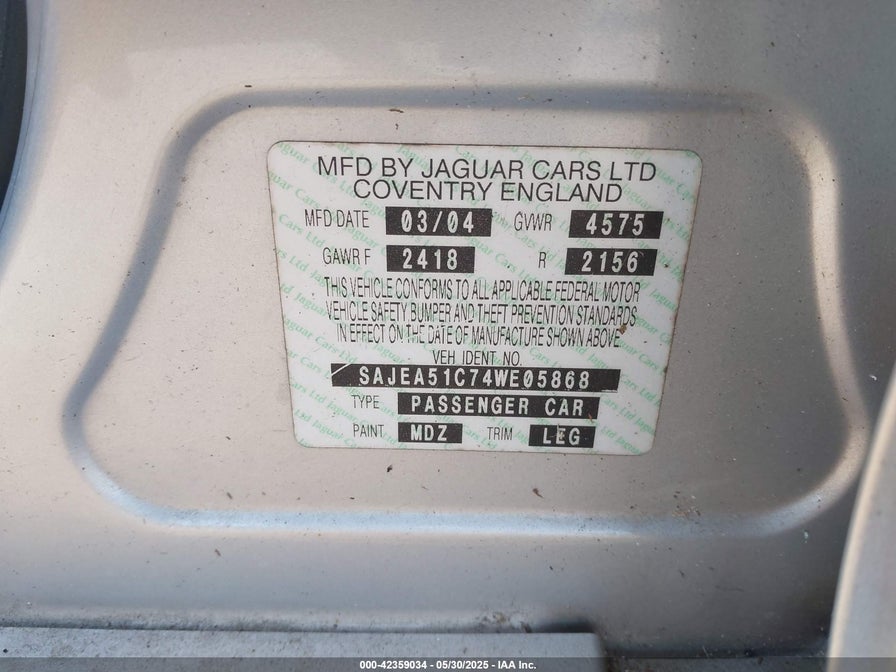 MFD BY JAGUAR CARS LTD
COVENTRY ENGLAND
MFD DATE 03/04 GVWR 4575
GAWR F 2418 R 2156
THIS VEHICLE CONFORMS TO ALL APPLICABLE FEDERAL MOTOR
VEHICLE SAFETY BUMPER AND THEFT PREVENTION STANDARDS
IN EFFECT ON THE DATE OF MANUFACTURE SHOWN ABOVE
VEH IDENT NO.
SAJEA51C74WE05868
TYPE PASSENGER CAR
PAINT MDZ TRIM LEG
000-42359034 - 05/30/2025 - IAA Inc.